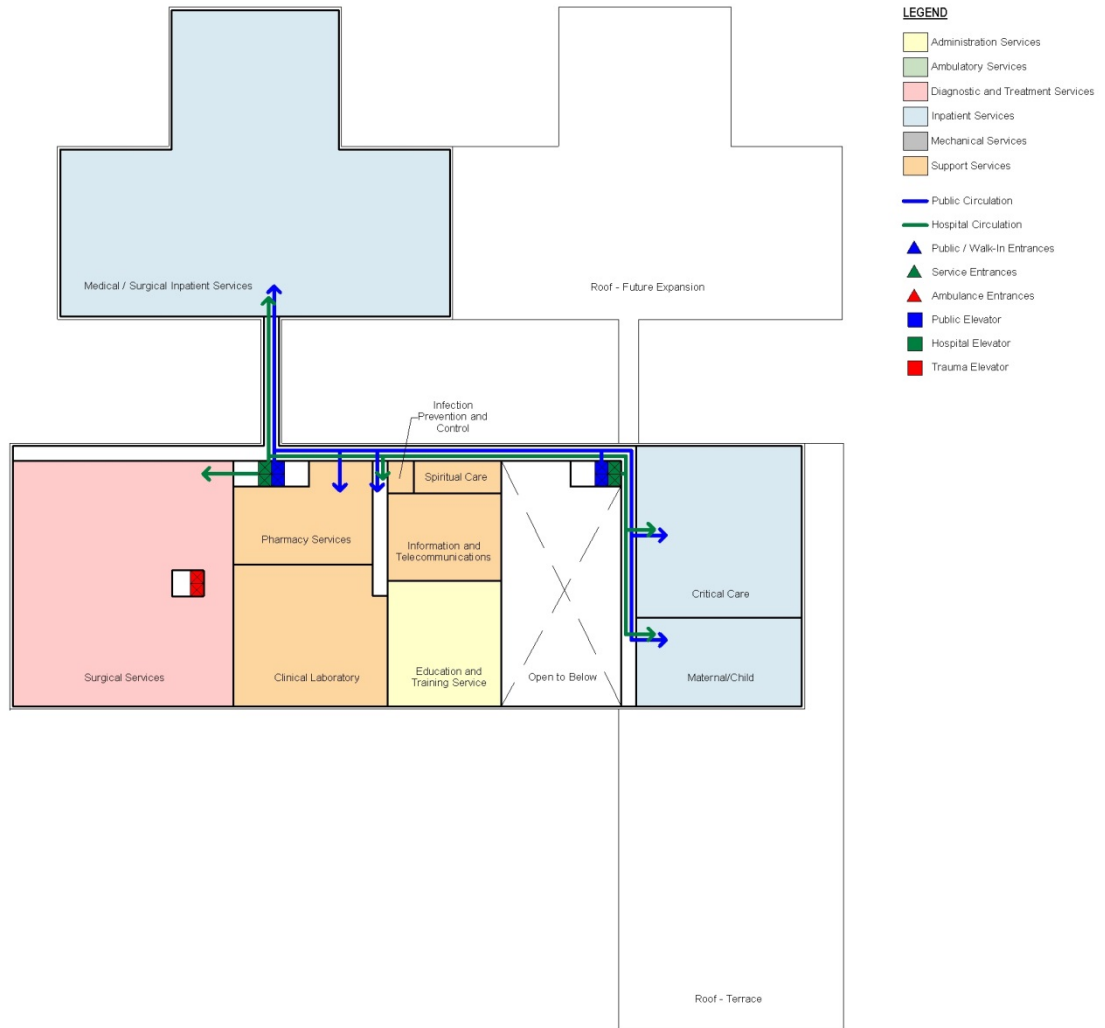 LEGEND
Administration Services
Ambulatory Services
Diagnostic and Treatment Services
Inpatient Services
Mechanical Services
Support Services
Public Circulation
Hospital Circulation
Public / Walk-In Entrances
Service Entrances
Ambulance Entrances
Public Elevator
Hospital Elevator
Trauma Elevator
Medical / Surgical Inpatient Services
Roof - Future Expansion
Infection
Prevention and
Control
Spiritual Care
Pharmacy Services
Information and
Telecommunications
Critical Care
Surgical Services
Clinical Laboratory
Education and
Training Service
Open to Below
Maternal/Child
Roof - Terrace